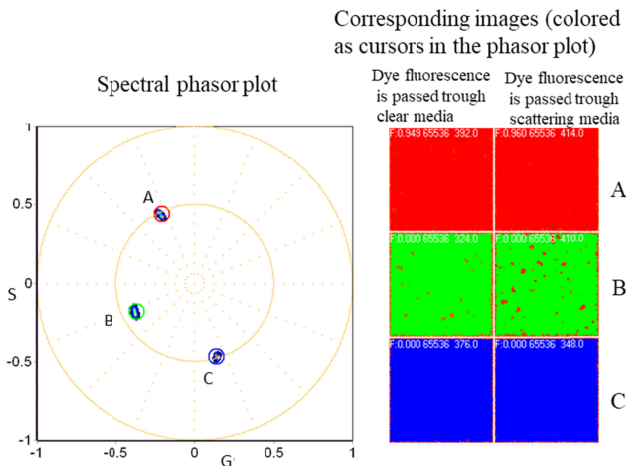 Corresponding images (colored
as cursors in the phasor plot)
Spectral phasor plot
Dye fluorescence
is passed trough
clear media
Dye fluorescence
is passed trough
scattering media
1
0.5
0
S
-0.5
-1
-1
-0.5
0
0.5
1
G
A
B
C
F:0.949 65536 392.0
F:0.960 65536 414.0
A
F:0.000 65536 324.0
F:0.000 65536 410.0
B
F:0.000 65536 376.0
F:0.000 65536 348.0
C